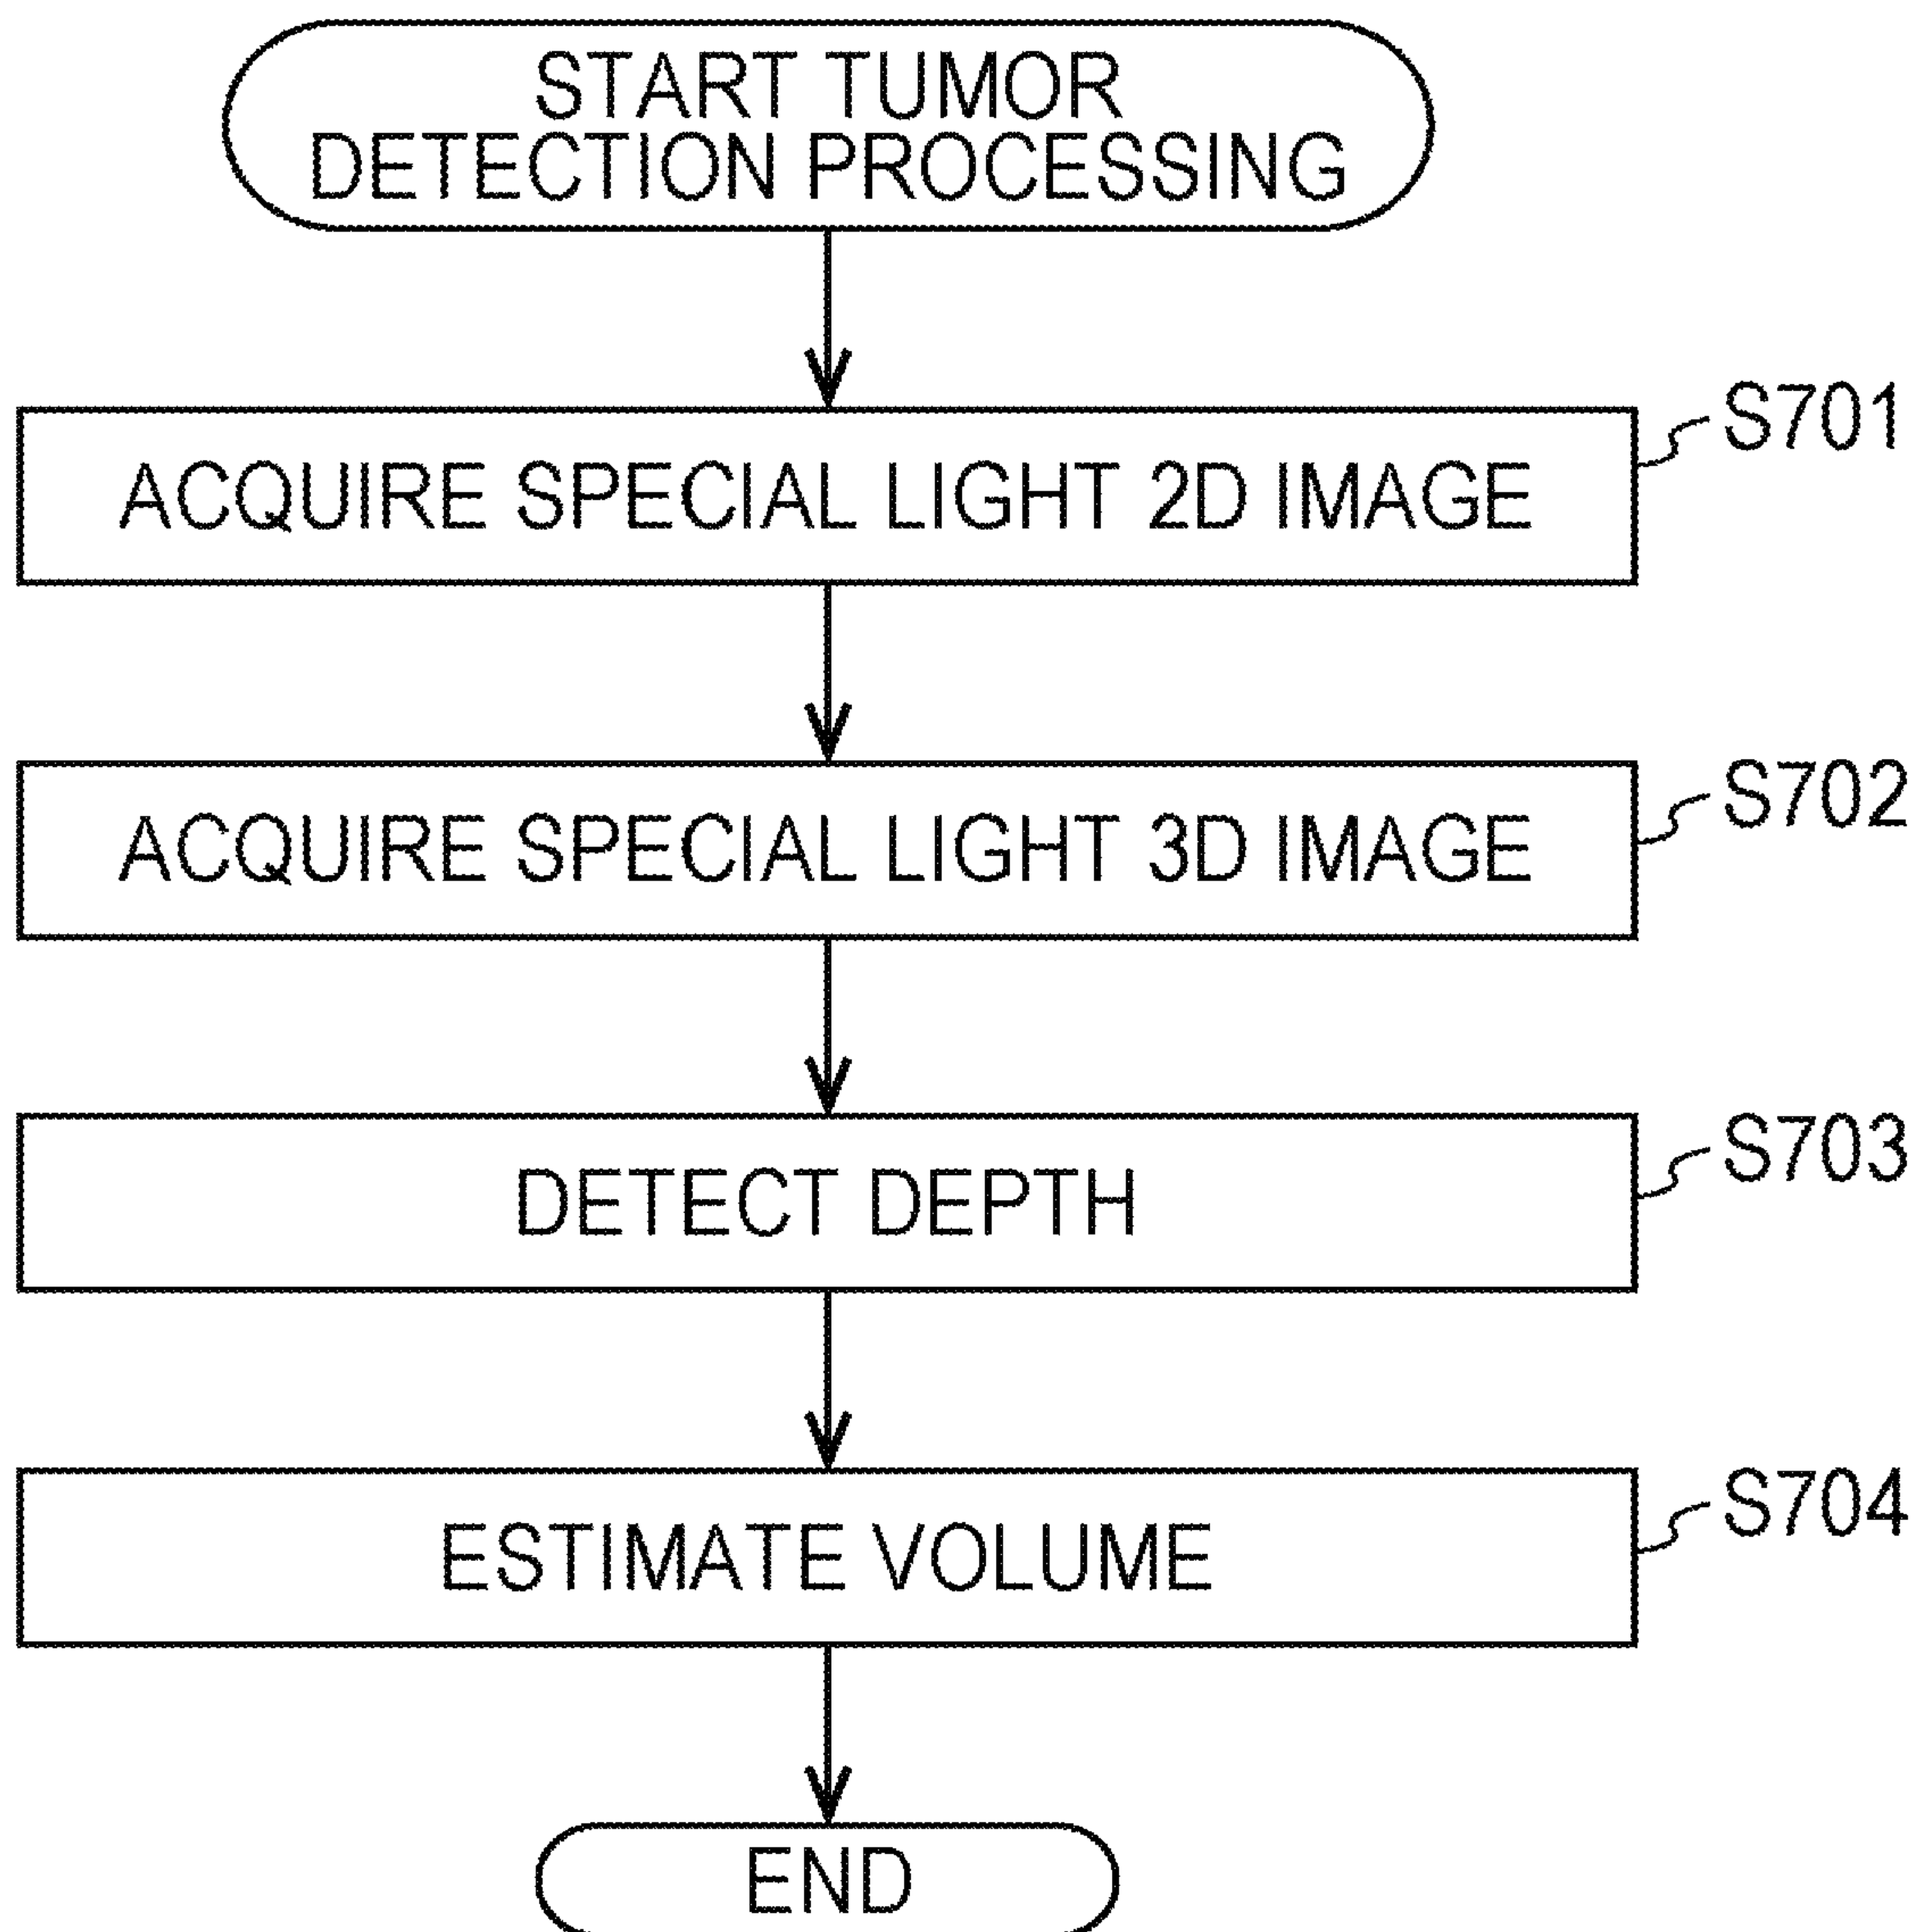 START TUMOR
DETECTION PROCESSING
S701
ACQUIRE SPECIAL LIGHT 2D IMAGE
S702
ACQUIRE SPECIAL LIGHT 3D IMAGE
S703
DETECT DEPTH
S704
ESTIMATE VOLUME
END